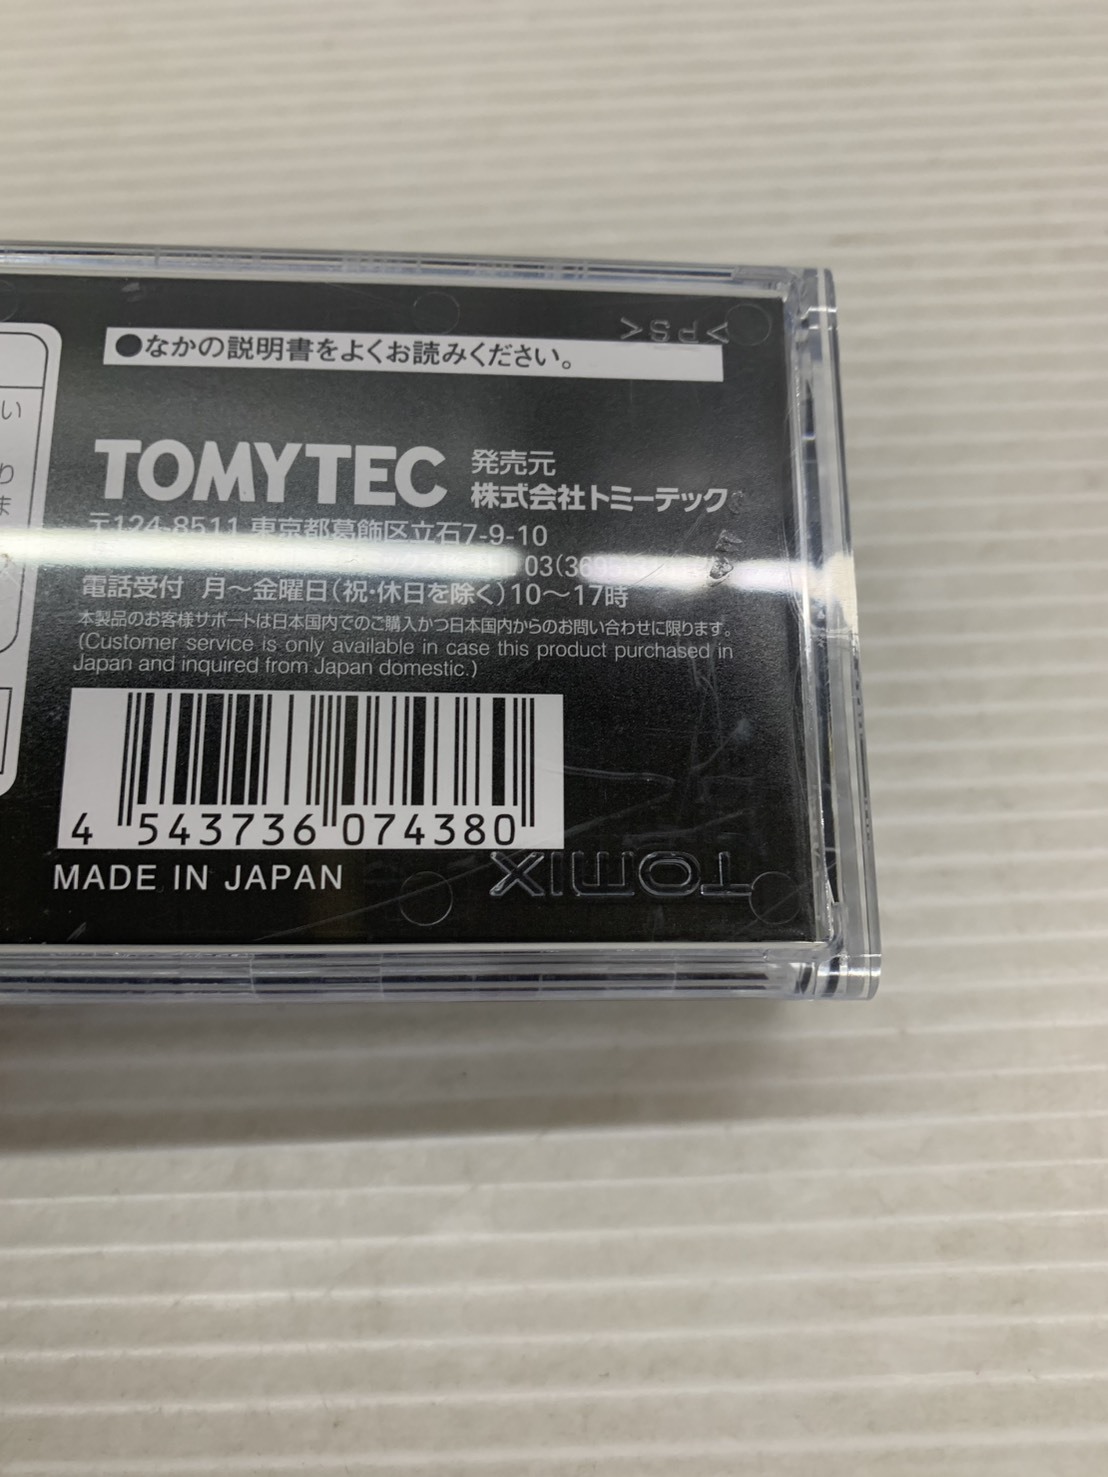 >PS<
●なかの説明書をよくお読みください。
い
り
ま
TOMYTEC 発売元
株式会社トミーテック
〒124-8511 東京都葛飾区立石7-9-10
03(3695)
電話受付 月～金曜日(祝・休日を除く)10～17時
本製品のお客様サポートは日本国内でのご購入かつ日本国内からのお問い合わせに限ります。
(Customer service is only available in case this product purchased in
Japan and inquired from Japan domestic.)
4 543736 074380
MADE IN JAPAN
TOMIX